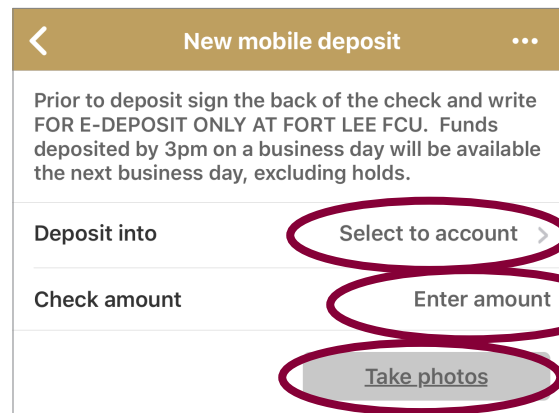 New mobile deposit
Prior to deposit sign the back of the check and write
FOR E-DEPOSIT ONLY AT FORT LEE FCU.  Funds
deposited by 3pm on a business day will be available
the next business day, excluding holds.
Deposit into Select to account
Check amount Enter amount
Take photos